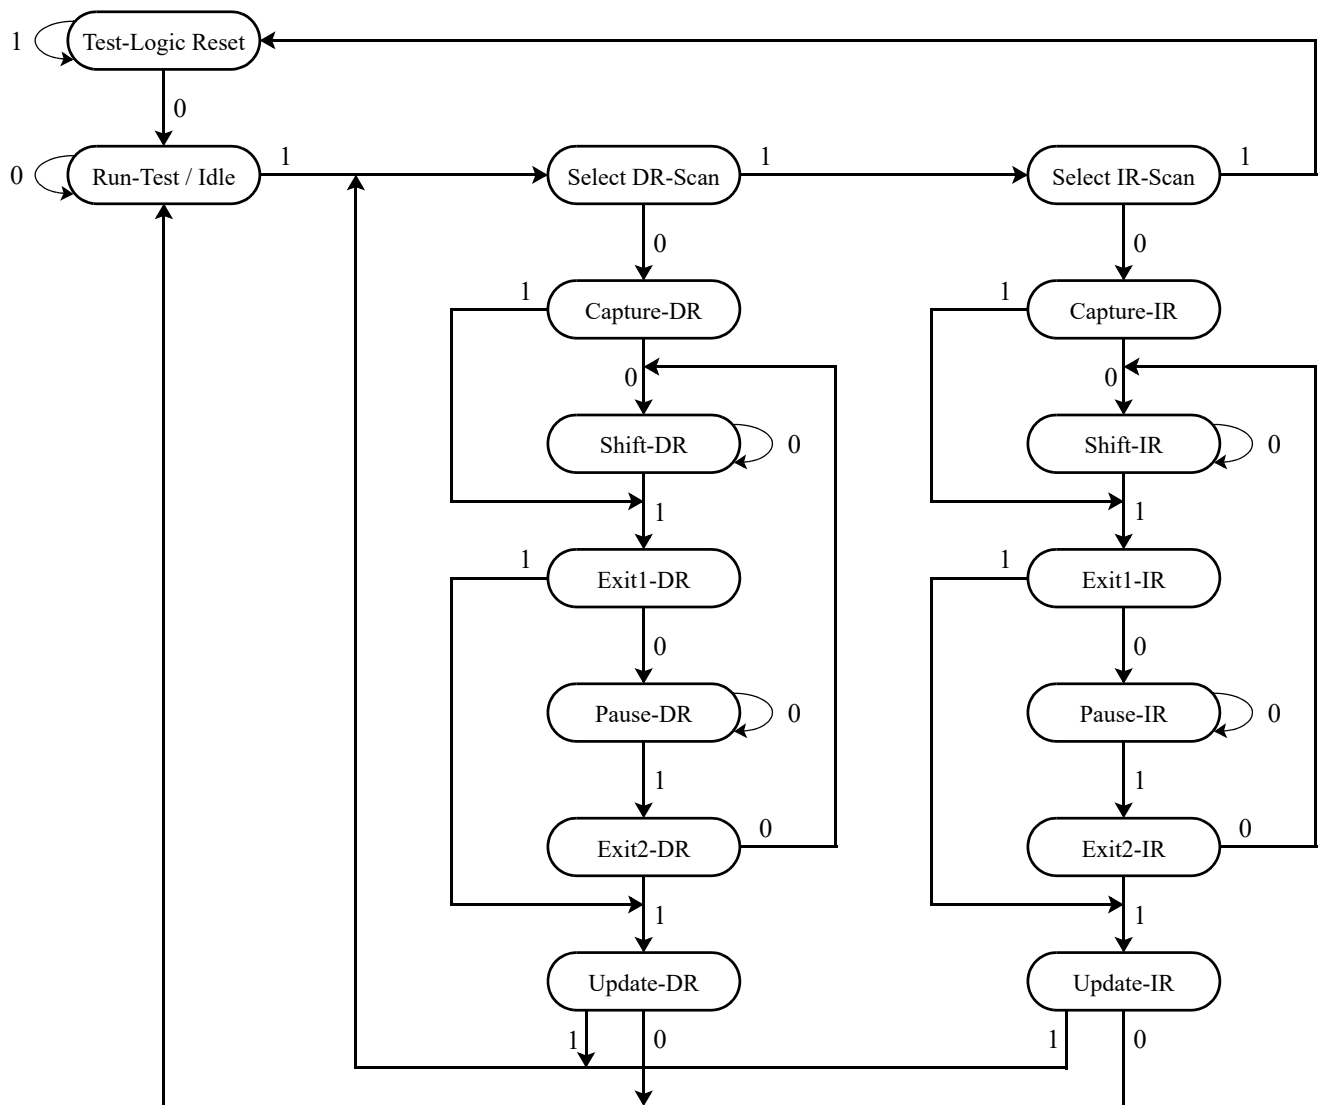 1
Test-Logic Reset
0
0
Run-Test / Idle
1
Select DR-Scan
1
Select IR-Scan
1
0
0
1
Capture-DR
1
Capture-IR
0
0
Shift-DR
0
Shift-IR
0
1
1
1
Exit1-DR
1
Exit1-IR
0
0
Pause-DR
0
Pause-IR
0
1
1
Exit2-DR
0
Exit2-IR
0
1
1
Update-DR
Update-IR
1
0
1
0